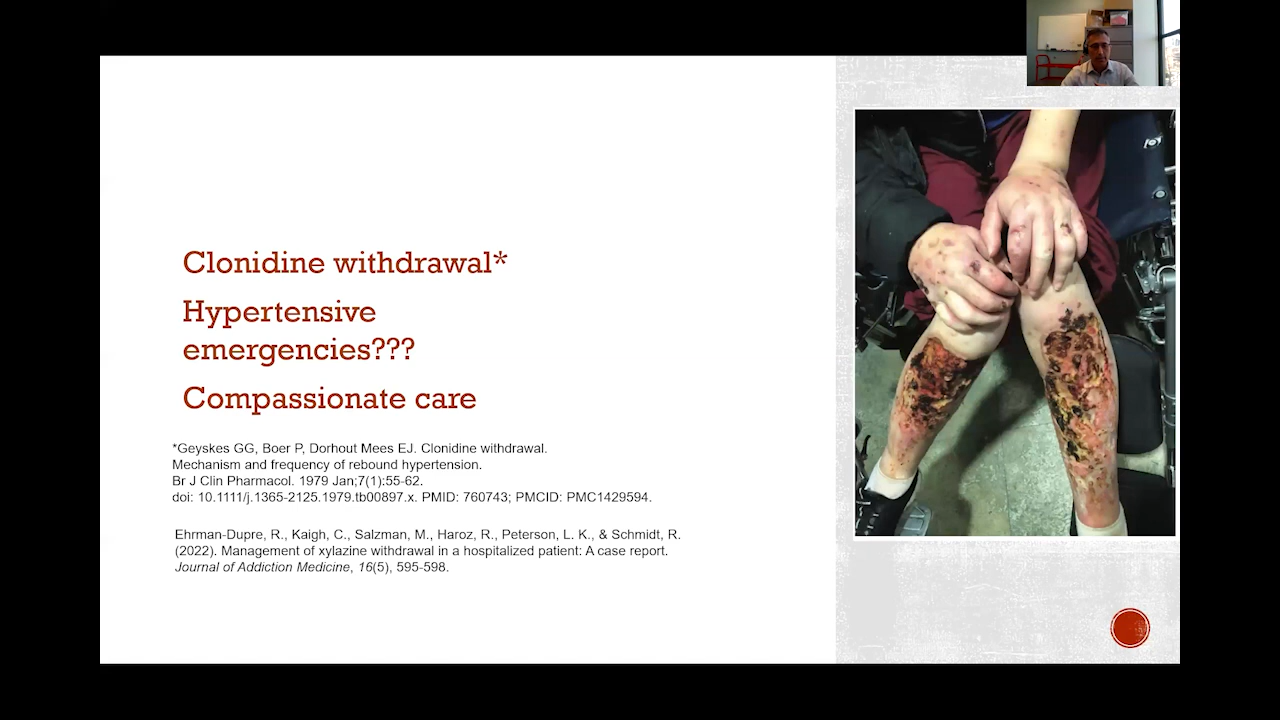 Clonidine withdrawal*
Hypertensive
emergencies???
Compassionate care
*Geyskes GG, Boer P, Dorhout Mees EJ. Clonidine withdrawal.
Mechanism and frequency of rebound hypertension.
Br J Clin Pharmacol. 1979 Jan;7(1):55-62.
doi: 10.1111/j.1365-2125.1979.tb00897.x. PMID: 760743; PMCID: PMC1429594.
Ehrman-Dupre, R., Kaigh, C., Salzman, M., Haroz, R., Peterson, L. K., & Schmidt, R.
(2022). Management of xylazine withdrawal in a hospitalized patient: A case report.
Journal of Addiction Medicine, 16(5), 595-598.